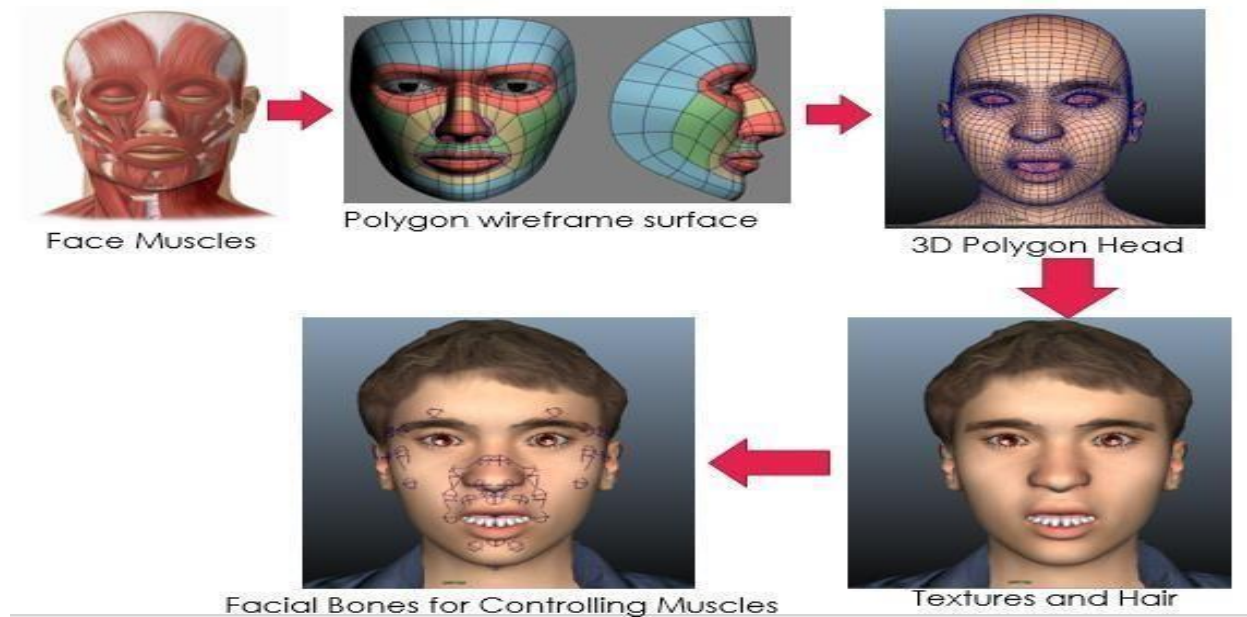 Face Muscles
Polygon wireframe surface
3D Polygon Head
Facial Bones for Controlling Muscles
Textures and Hair